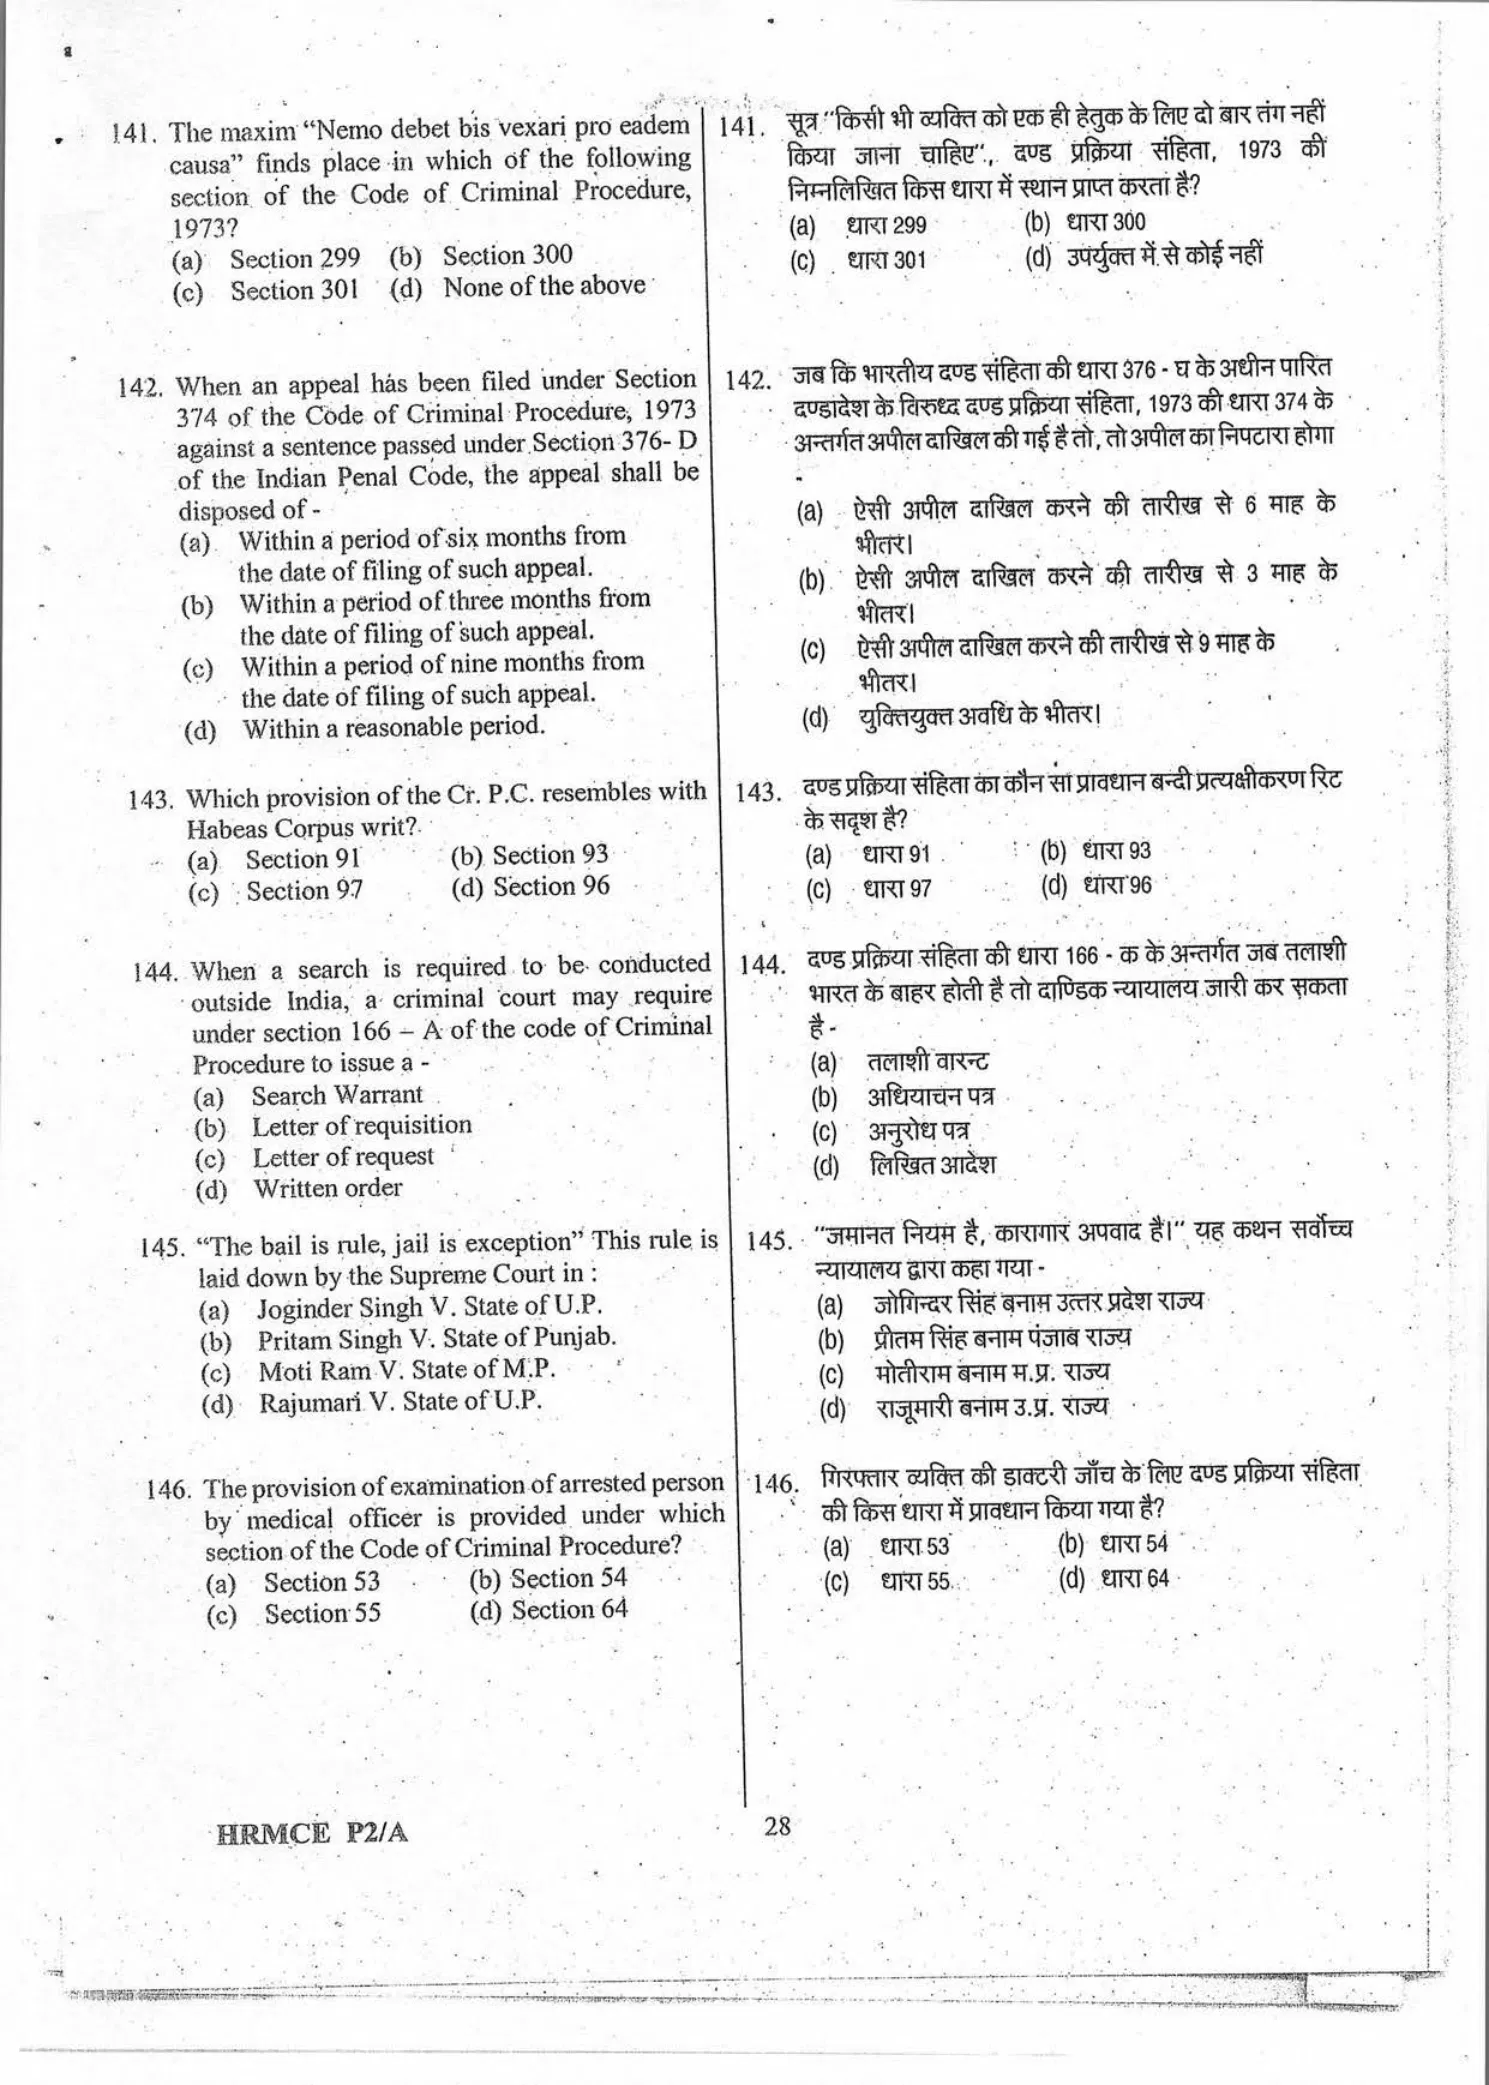 141. The maxim “Nemo debet bis vexari pro eadem
causa” finds place in which of the following
section of the Code of Criminal Procedure,
1973?
(a) Section 299 (b) Section 300
(c) Section 301 (d) None of the above
142. When an appeal has been filed under Section
374 of the Code of Criminal Procedure, 1973
against a sentence passed under Section 376- D
of the Indian Penal Code, the appeal shall be
disposed of -
(a) Within a period of six months from
the date of filing of such appeal.
(b) Within a period of three months from
the date of filing of such appeal.
(c) Within a period of nine months from
the date of filing of such appeal.
(d) Within a reasonable period.
143. Which provision of the Cr. P.C. resembles with
Habeas Corpus writ?
(a) Section 91 (b) Section 93
(c) Section 97 (d) Section 96
144. When a search is required to be conducted
outside India, a criminal court may require
under section 166 – A of the code of Criminal
Procedure to issue a -
(a) Search Warrant
(b) Letter of requisition
(c) Letter of request
(d) Written order
145. “The bail is rule, jail is exception” This rule is
laid down by the Supreme Court in :
(a) Joginder Singh V. State of U.P.
(b) Pritam Singh V. State of Punjab.
(c) Moti Ram V. State of M.P.
(d) Rajumari V. State of U.P.
146. The provision of examination of arrested person
by medical officer is provided under which
section of the Code of Criminal Procedure?
(a) Section 53 (b) Section 54
(c) Section 55 (d) Section 64
141. सूत्र "किसी भी व्यक्ति को एक ही हेतुक के लिए दो बार तंग नहीं
किया जाना चाहिए", दण्ड प्रक्रिया संहिता, 1973 की
निम्नलिखित किस धारा में स्थान प्राप्त करता है?
(a) धारा 299 (b) धारा 300
(c) धारा 301 (d) उपर्युक्त में से कोई नहीं
142. जब कि भारतीय दण्ड संहिता की धारा 376 - घ के अधीन पारित
दण्डादेश के विरुध्द दण्ड प्रक्रिया संहिता, 1973 की धारा 374 के
अन्तर्गत अपील दाखिल की गई है तो, तो अपील का निपटारा होगा
-
(a) ऐसी अपील दाखिल करने की तारीख से 6 माह के
भीतर।
(b) ऐसी अपील दाखिल करने की तारीख से 3 माह के
भीतर।
(c) ऐसी अपील दाखिल करने की तारीख से 9 माह के
भीतर।
(d) युक्तियुक्त अवधि के भीतर।
143. दण्ड प्रक्रिया संहिता का कौन सा प्रावधान बन्दी प्रत्यक्षीकरण रिट
के सदृश है?
(a) धारा 91 (b) धारा 93
(c) धारा 97 (d) धारा 96
144. दण्ड प्रक्रिया संहिता की धारा 166 - क के अन्तर्गत जब तलाशी
भारत के बाहर होती है तो दाण्डिक न्यायालय जारी कर सकता
है -
(a) तलाशी वारन्ट
(b) अधियाचन पत्र
(c) अनुरोध पत्र
(d) लिखित आदेश
145. "जमानत नियम है, कारागार अपवाद है।" यह कथन सर्वोच्च
न्यायालय द्वारा कहा गया -
(a) जोगिन्दर सिंह बनाम उत्तर प्रदेश राज्य
(b) प्रीतम सिंह बनाम पंजाब राज्य
(c) मोतीराम बनाम म.प्र. राज्य
(d) राजूमारी बनाम उ.प्र. राज्य
146. गिरफ्तार व्यक्ति की डाक्टरी जाँच के लिए दण्ड प्रक्रिया संहिता
की किस धारा में प्रावधान किया गया है?
(a) धारा 53 (b) धारा 54
(c) धारा 55 (d) धारा 64
HRMCE P2/A
28